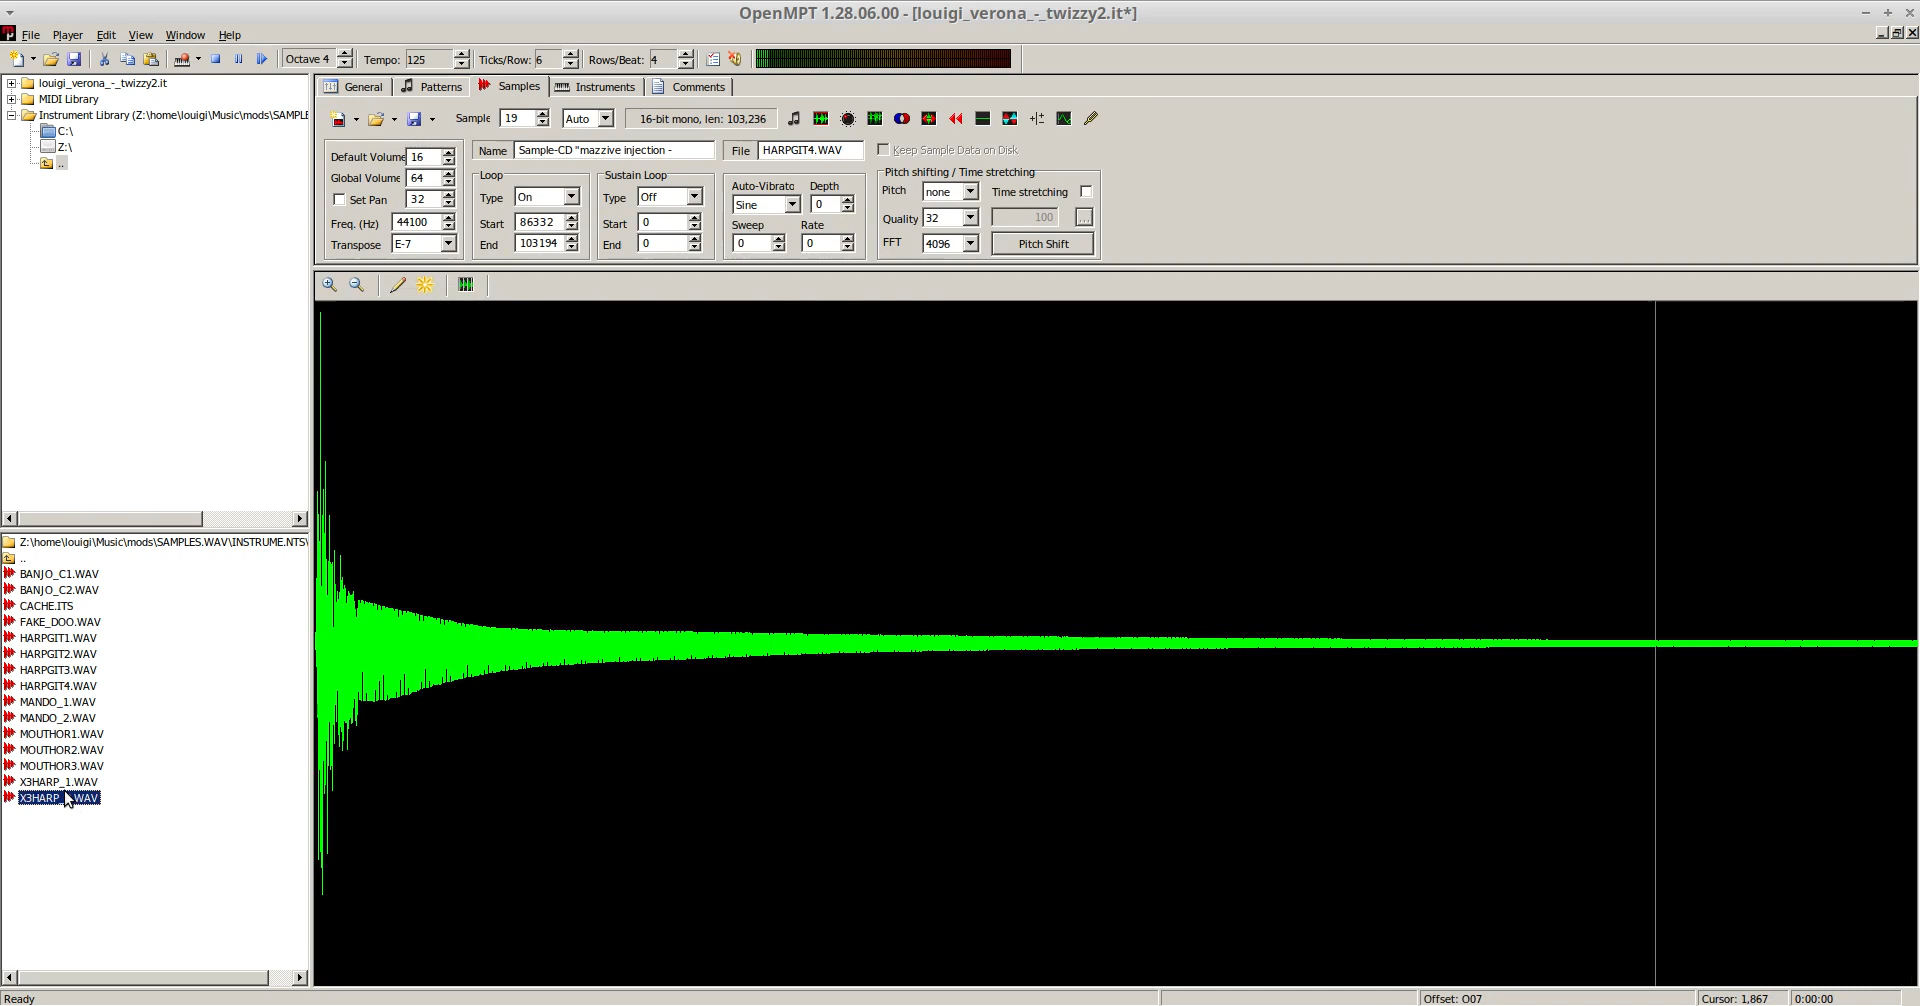 OpenMPT 1.28.06.00 - [louigi_verona_-_twizzy2.it*]
File Player Edit View Window Help
Octave 4 Tempo: 125 Ticks/Row: 6 Rows/Beat: 4
louigi_verona_-_twizzy2.it
MIDI Library
Instrument Library (Z:\home\louigi\Music\mods\SAMPLE
C:\
Z:\
..
General Patterns Samples Instruments Comments
Sample 19 Auto 16-bit mono, len: 103,236
Default Volume 16
Global Volume 64
Set Pan 32
Freq. (Hz) 44100
Transpose E-7
Name Sample-CD "mazzive injection - File HARPGIT4.WAV Keep Sample Data on Disk
Loop
Type On
Start 86332
End 103194
Sustain Loop
Type Off
Start 0
End 0
Auto-Vibrato Depth
Sine 0
Sweep Rate
0 0
Pitch shifting / Time stretching
Pitch none Time stretching
Quality 32 100 ...
FFT 4096 Pitch Shift
Z:\home\louigi\Music\mods\SAMPLES.WAV\INSTRUME.NTS\
..
BANJO_C1.WAV
BANJO_C2.WAV
CACHE.ITS
FAKE_DOO.WAV
HARPGIT1.WAV
HARPGIT2.WAV
HARPGIT3.WAV
HARPGIT4.WAV
MANDO_1.WAV
MANDO_2.WAV
MOUTHOR1.WAV
MOUTHOR2.WAV
MOUTHOR3.WAV
X3HARP_1.WAV
X3HARP WAV
Ready Offset: O07 Cursor: 1,867 0:00:00